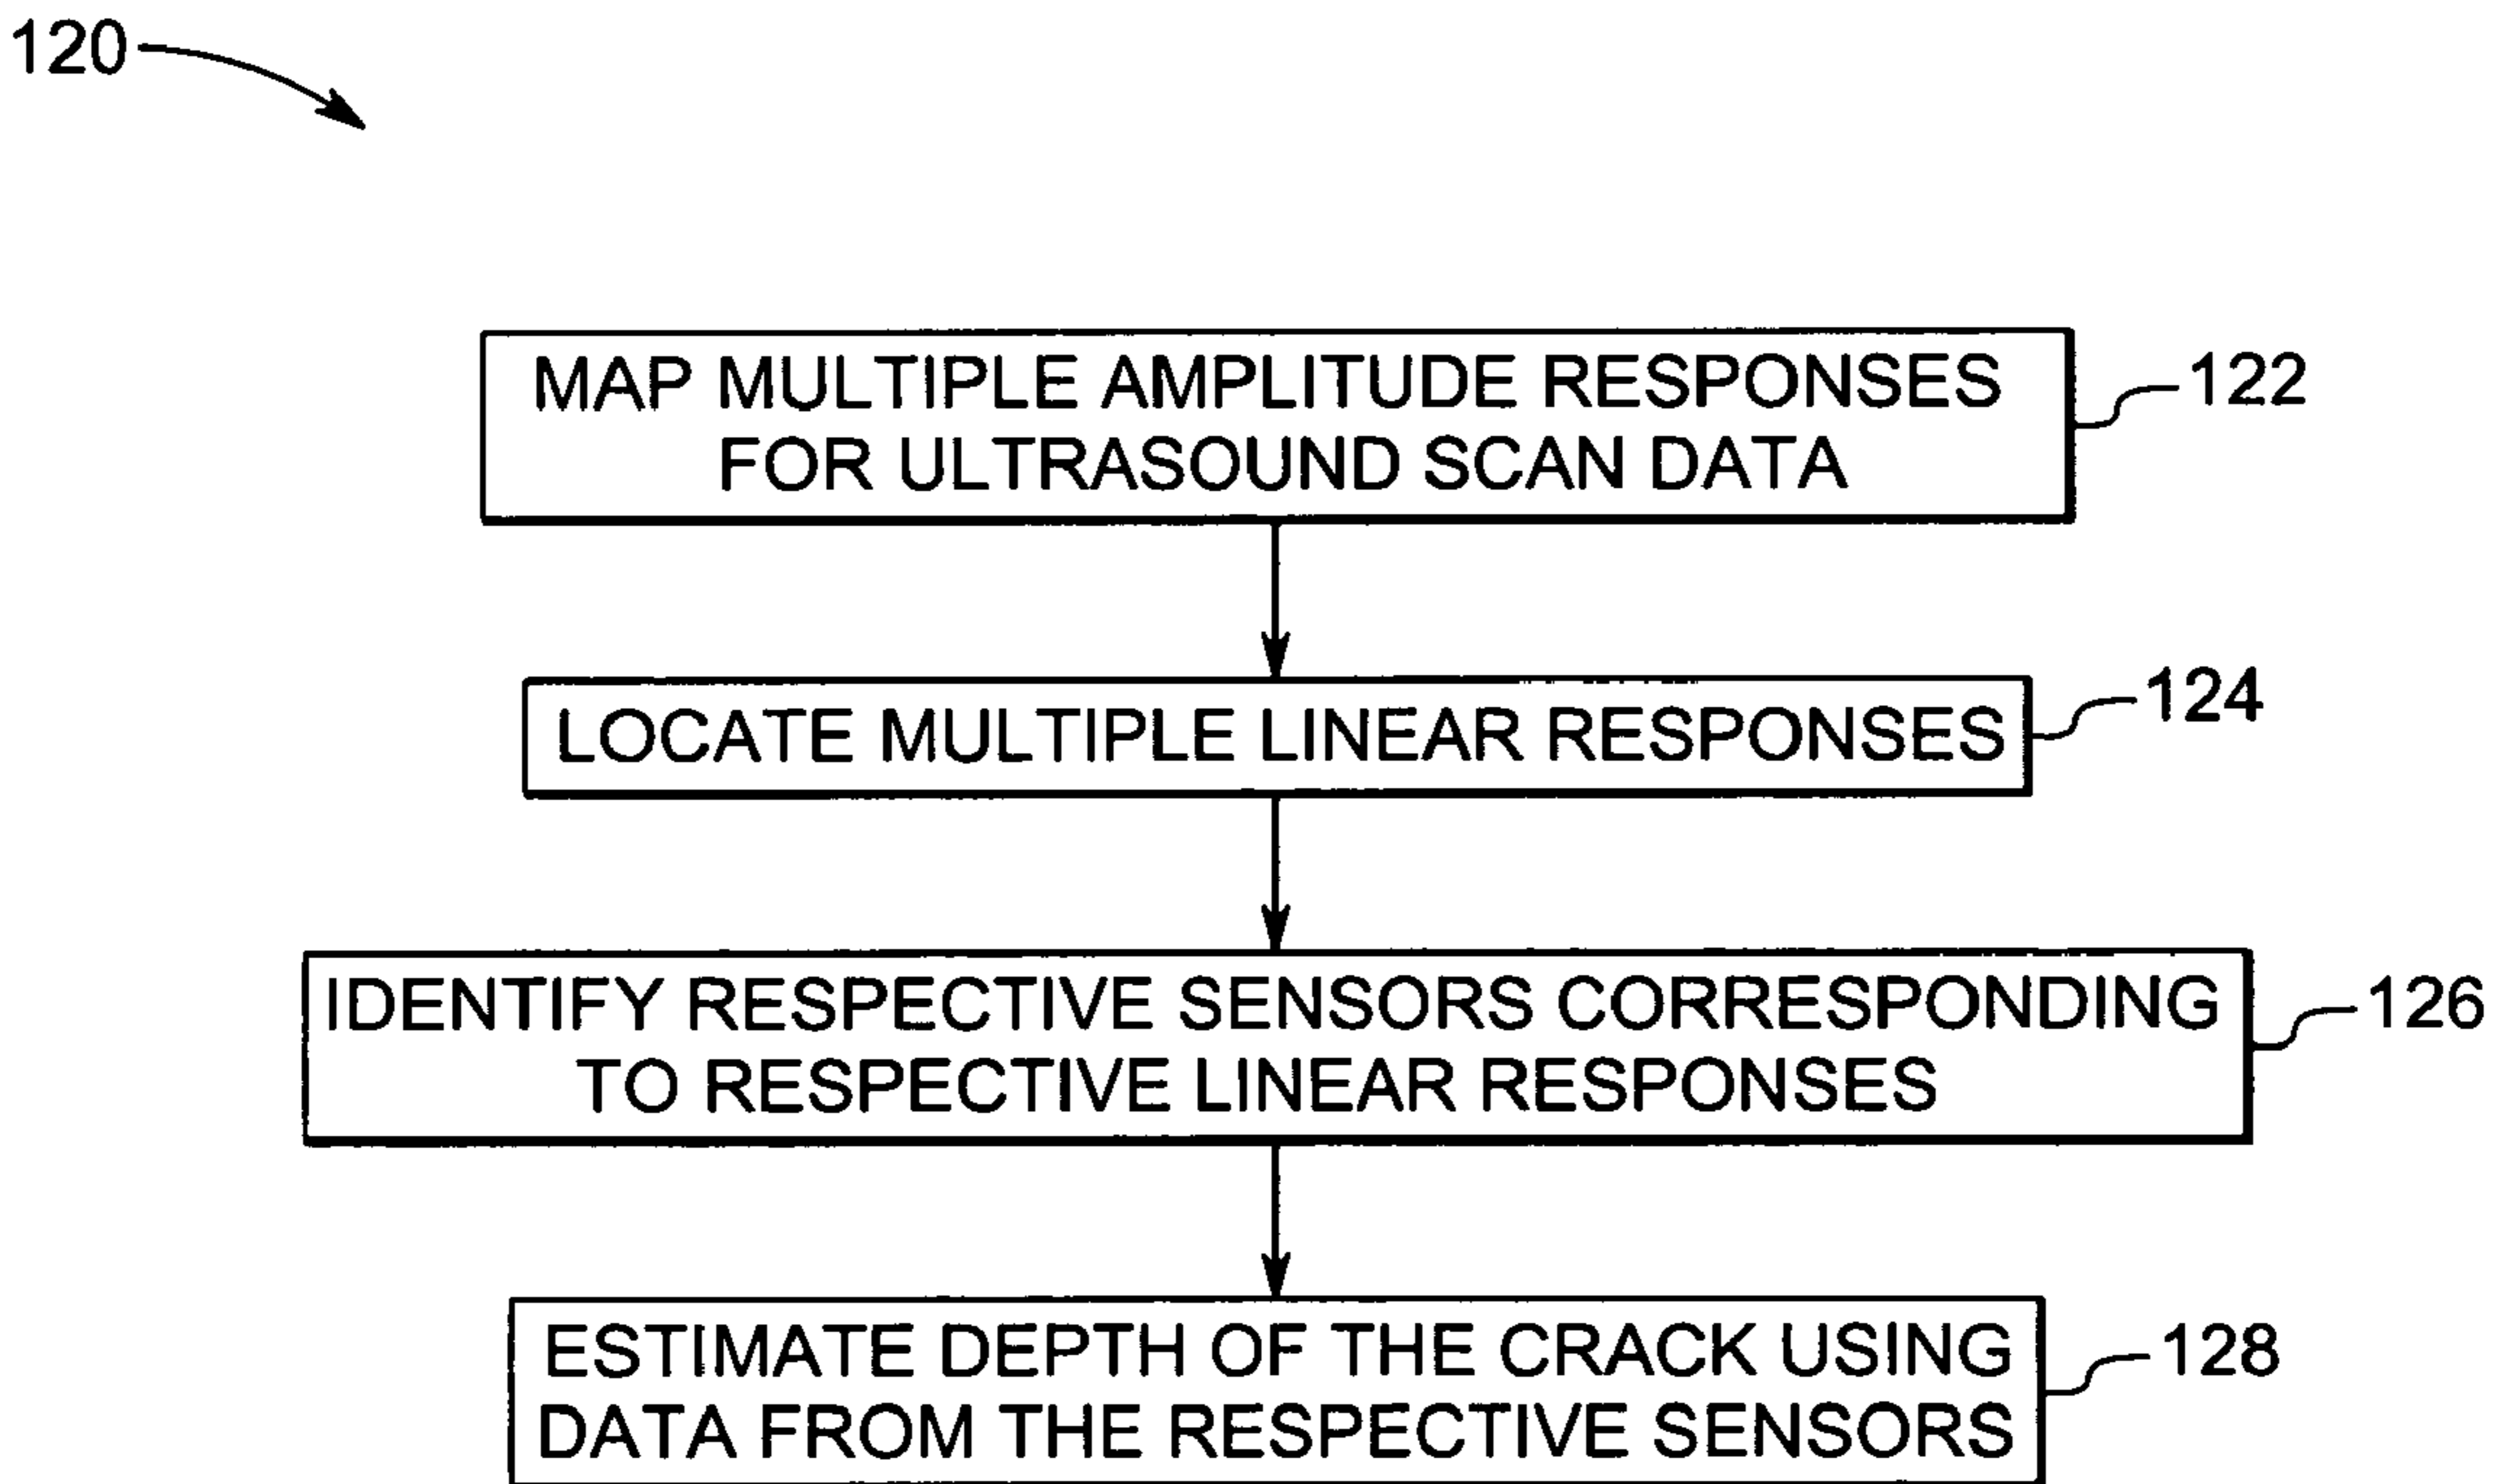 120
MAP MULTIPLE AMPLITUDE RESPONSES
FOR ULTRASOUND SCAN DATA
122
LOCATE MULTIPLE LINEAR RESPONSES
124
IDENTIFY RESPECTIVE SENSORS CORRESPONDING
TO RESPECTIVE LINEAR RESPONSES
126
ESTIMATE DEPTH OF THE CRACK USING
DATA FROM THE RESPECTIVE SENSORS
128